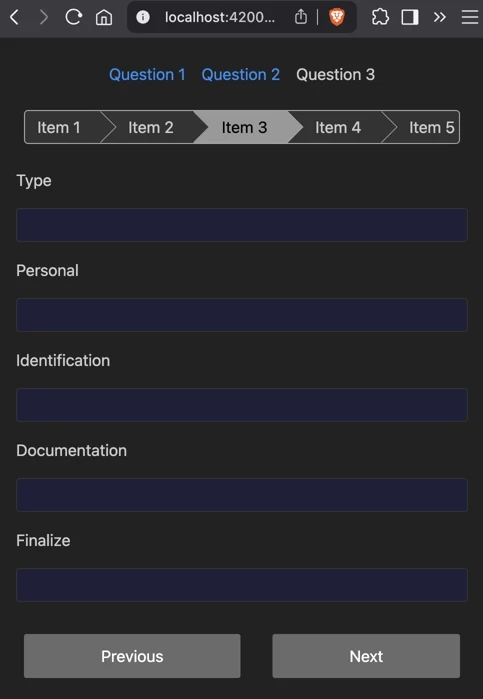 localhost:4200...
Question 1 Question 2 Question 3
Item 1 Item 2 Item 3 Item 4 Item 5
Type
Personal
Identification
Documentation
Finalize
Previous Next